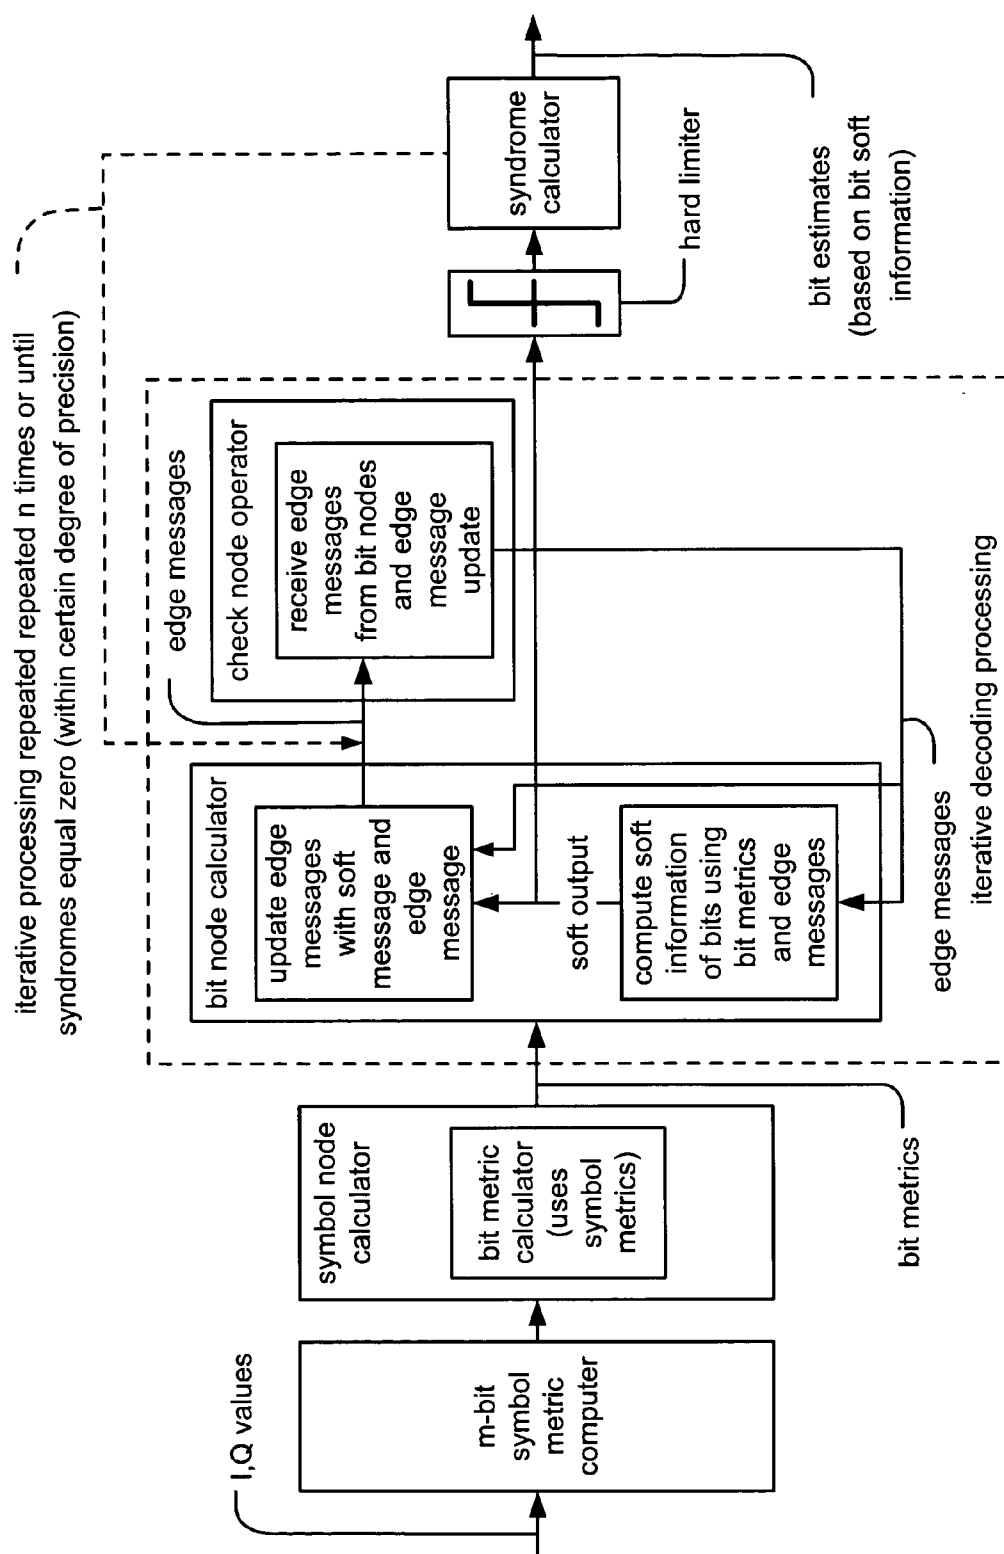 iterative processing repeated repeated n times or until
syndromes equal zero (within certain degree of precision)
I,Q values
m-bit
symbol
metric
computer
symbol node
calculator
bit metric
calculator
(uses
symbol
metrics)
bit metrics
bit node calculator
update edge
messages
with soft
message and
edge
message
soft output
compute soft
information
of bits using
bit metrics
and edge
messages
edge messages
edge messages
check node operator
receive edge
messages
from bit nodes
and edge
message
update
iterative decoding processing
hard limiter
syndrome
calculator
bit estimates
(based on bit soft
information)